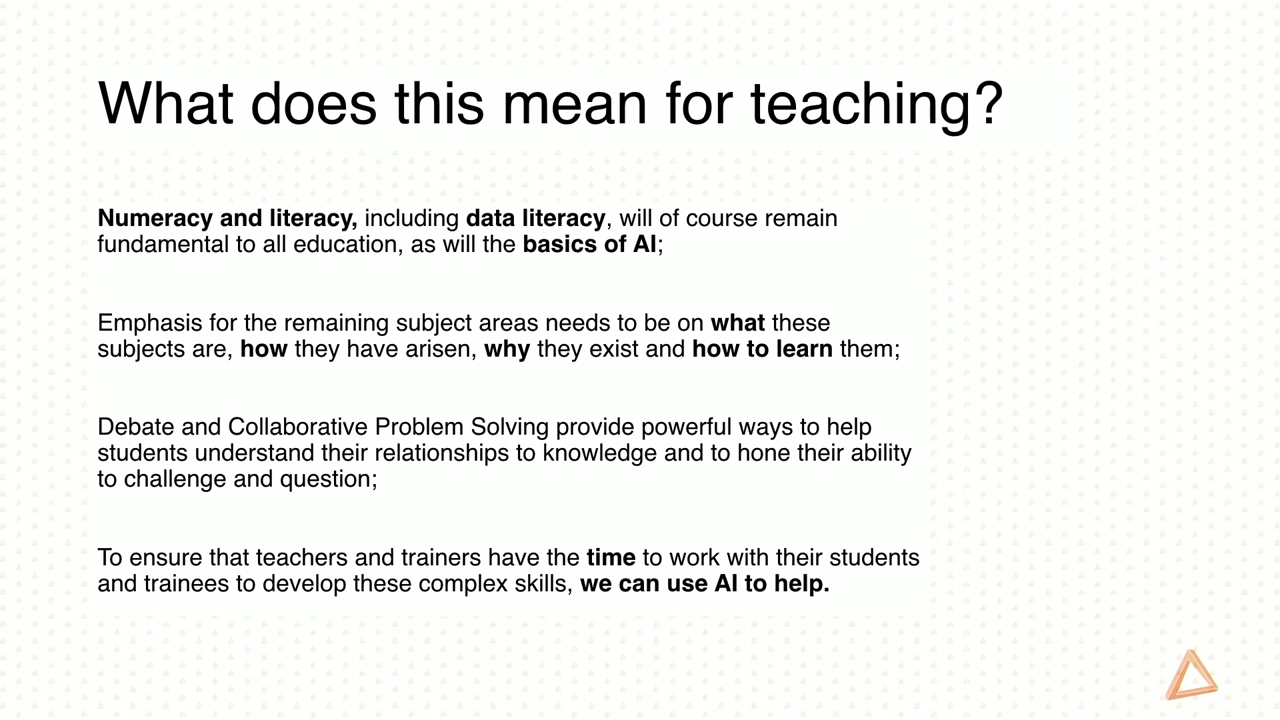 What does this mean for teaching?
Numeracy and literacy, including data literacy, will of course remain
fundamental to all education, as will the basics of AI;
Emphasis for the remaining subject areas needs to be on what these
subjects are, how they have arisen, why they exist and how to learn them;
Debate and Collaborative Problem Solving provide powerful ways to help
students understand their relationships to knowledge and to hone their ability
to challenge and question;
To ensure that teachers and trainers have the time to work with their students
and trainees to develop these complex skills, we can use AI to help.